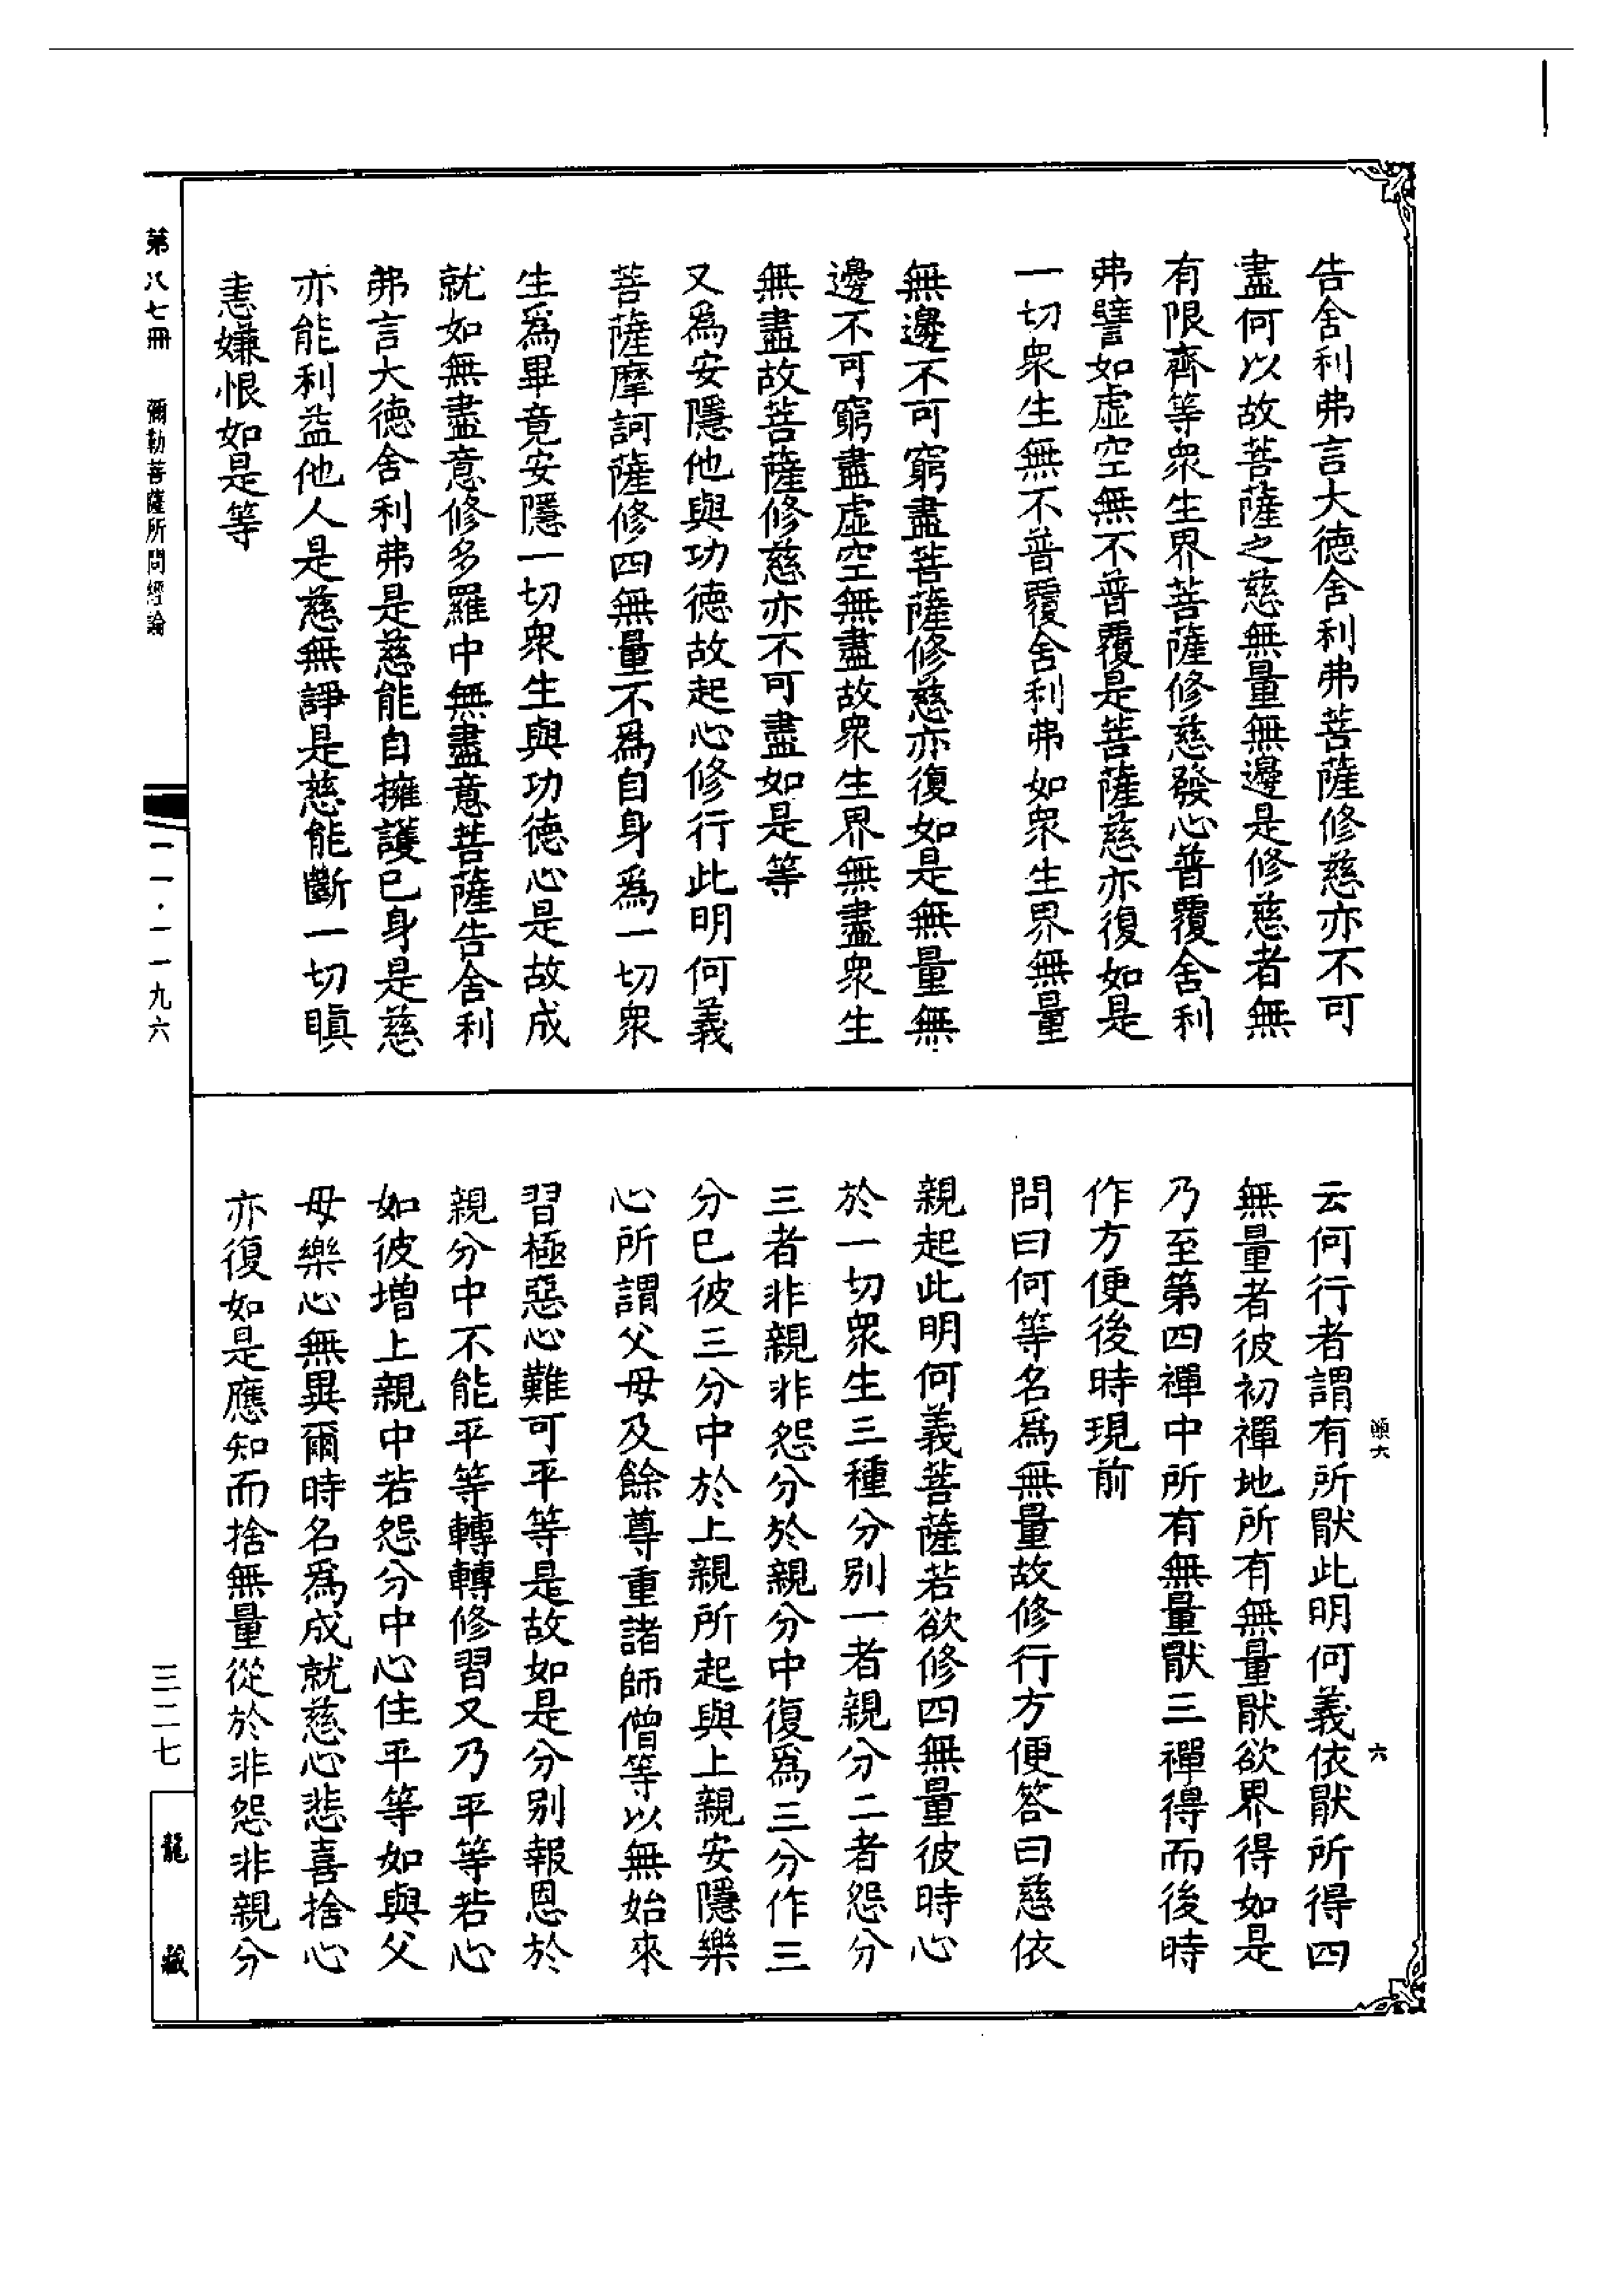 告舍利弗言大德舍利弗菩薩修慈亦不可
盡何以故菩薩之慈無量無邊是修慈者無
有限齊等衆生界菩薩修慈發心普覆舍利
弗譬如虛空無不普覆是菩薩慈亦復如是
一切衆生無不普覆舍利弗如衆生界無量
無邊不可窮盡菩薩修慈亦復如是無量無
邊不可窮盡虛空無盡故衆生界無盡衆生
無盡故菩薩修慈亦不可盡如是等
又爲安隱他與功德故起心修行此明何義
菩薩摩訶薩修四無量不爲自身爲一切衆
生爲畢竟安隱一切衆生與功德心是故成
就如無盡意修多羅中無盡意菩薩告舍利
弗言大德舍利弗是慈能自擁護已身是慈
亦能利益他人是慈無諍是慈能斷一切瞋
恚嫌恨如是等
云何行者謂有所猒此明何義依猒所得四
無量者彼初禪地所有無量猒欲界得如是
乃至第四禪中所有無量猒三禪得而後時
作方便後時現前
問曰何等名爲無量故修行方便答曰慈依
親起此明何義菩薩若欲修四無量彼時心
於一切衆生三種分別一者親分二者怨分
三者非親非怨分於親分中復爲三分作三
分已彼三分中於上親所起與上親安隱樂
心所謂父母及餘尊重諸師僧等以無始來
習極惡心難可平等是故如是分別報恩於
親分中不能平等轉轉修習又乃平等若心
如彼增上親中若怨分中心住平等如與父
母樂心無異爾時名爲成就慈心悲喜捨心
亦復如是應知而捨無量從於非怨非親分
六
第八七冊 彌勒菩薩所問經論
一一·一一九六
三二七
龍藏